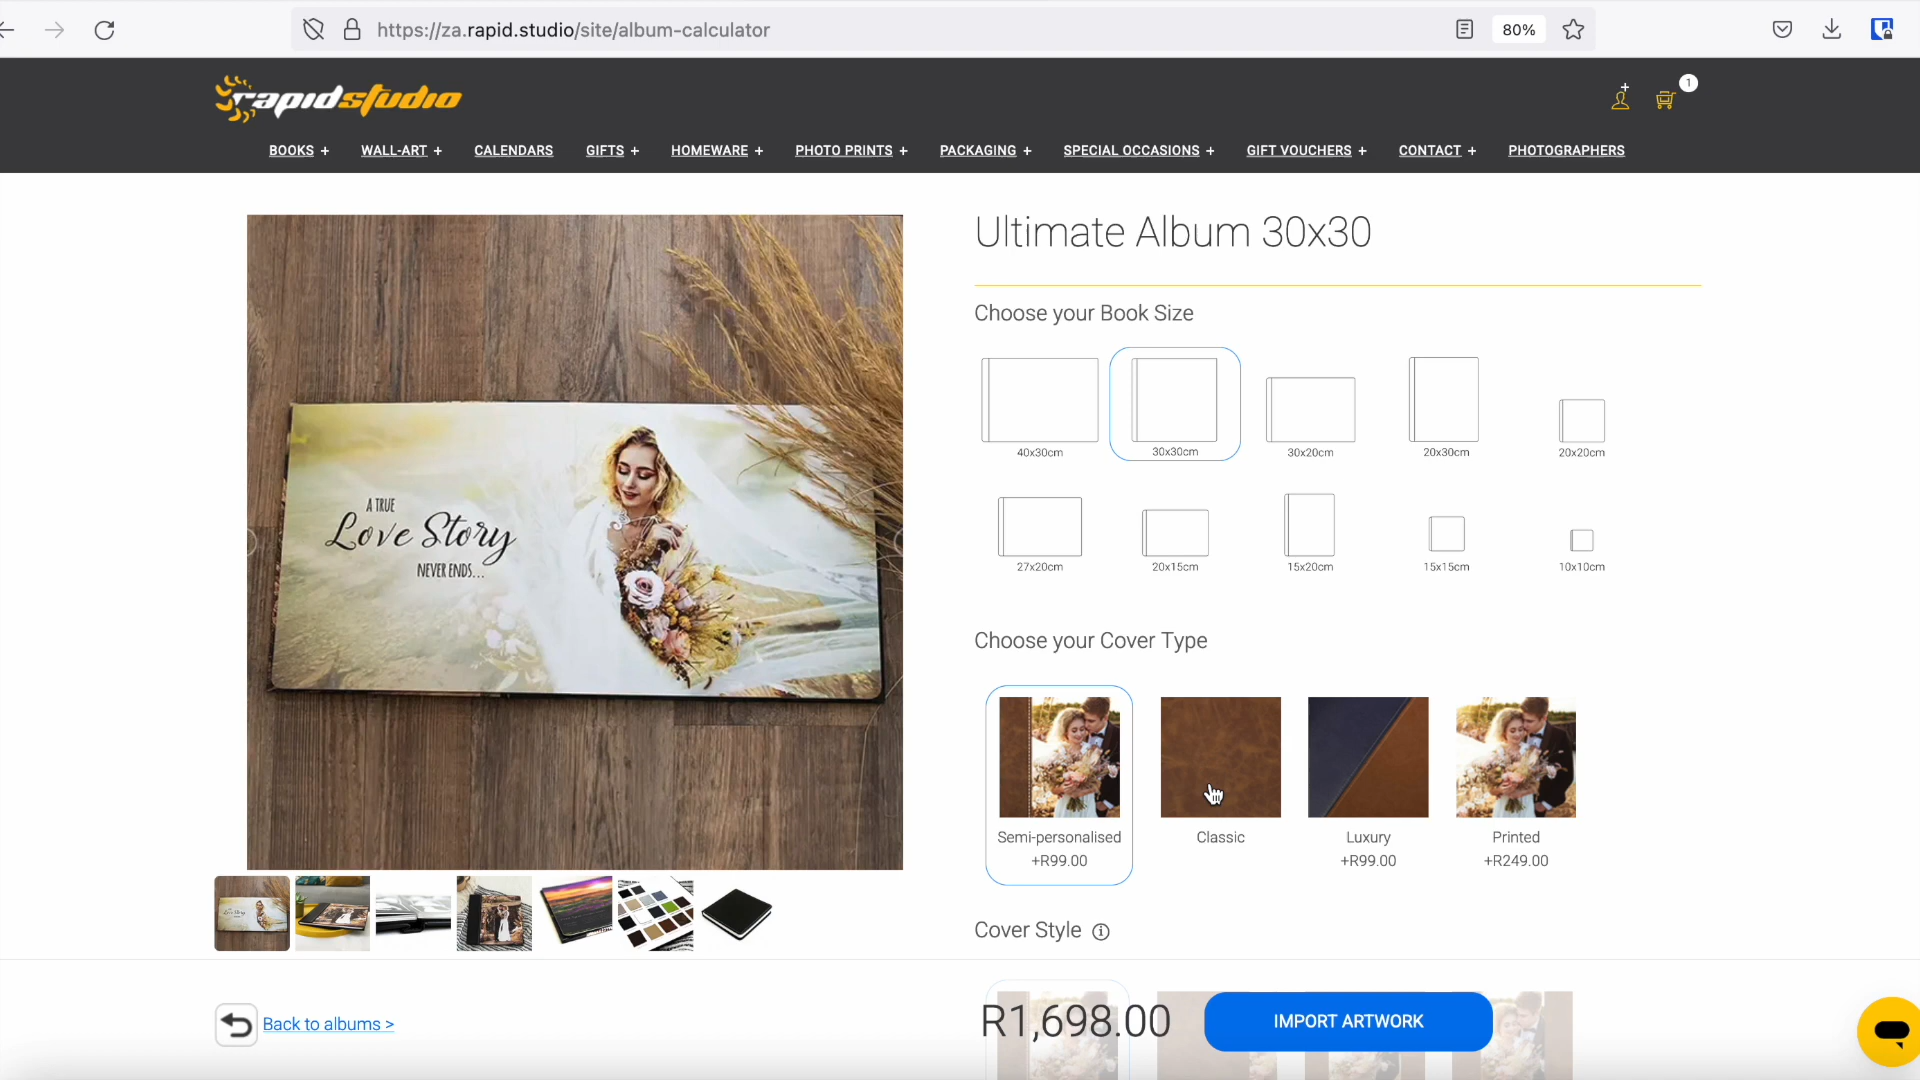 https://za.rapid.studio/site/album-calculator
80%
rapidstudio
1
BOOKS + WALL-ART + CALENDARS GIFTS + HOMEWARE + PHOTO PRINTS + PACKAGING + SPECIAL OCCASIONS + GIFT VOUCHERS + CONTACT + PHOTOGRAPHERS
A TRUE
Love Story
NEVER ENDS...
Back to albums >
Ultimate Album 30x30
Choose your Book Size
40x30cm 30x30cm 30x20cm 20x30cm 20x20cm
27x20cm 20x15cm 15x20cm 15x15cm 10x10cm
Choose your Cover Type
Semi-personalised Classic Luxury Printed
+R99.00 +R99.00 +R249.00
Cover Style
R1,698.00
IMPORT ARTWORK